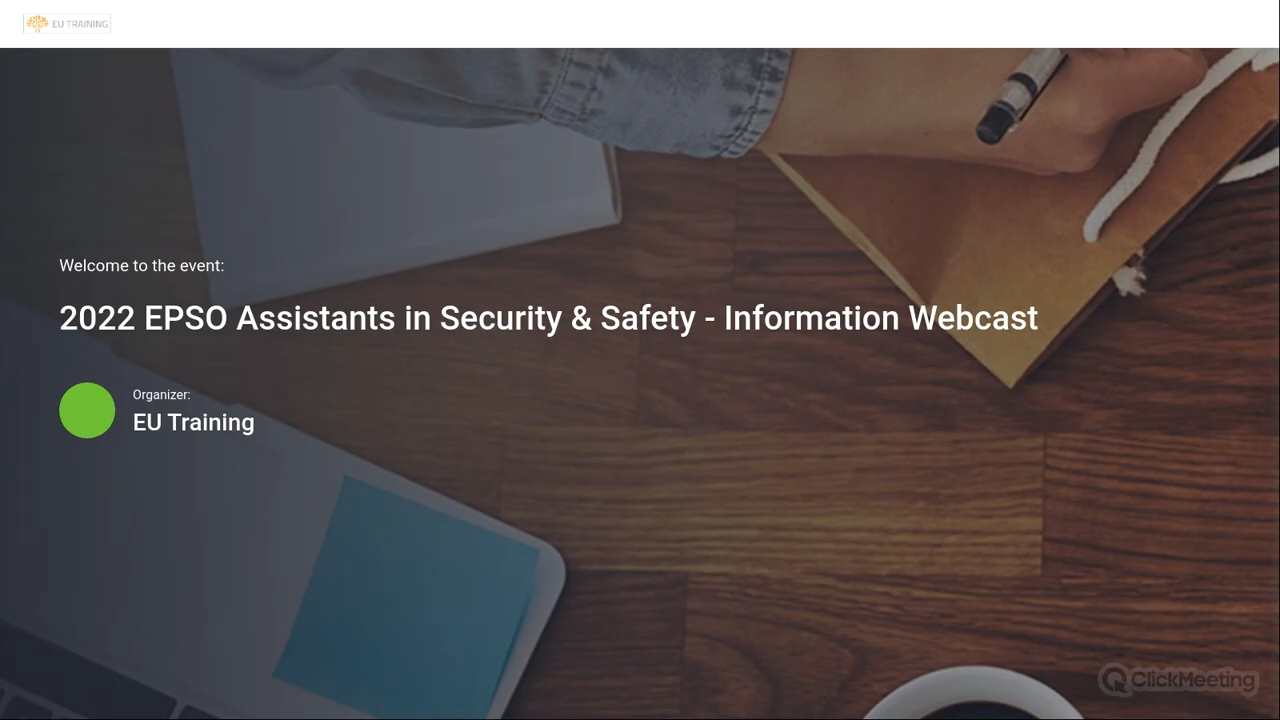 EU TRAINING
Welcome to the event:
2022 EPSO Assistants in Security & Safety - Information Webcast
Organizer:
EU Training
ClickMeeting